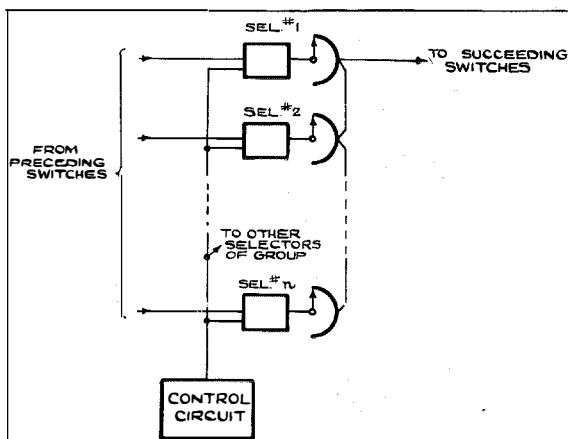 SEL.#1
TO SUCCEEDING
SWITCHES
SEL.#2
FROM
PRECEDING
SWITCHES
TO OTHER
SELECTORS
OF GROUP
SEL.#n
CONTROL
CIRCUIT